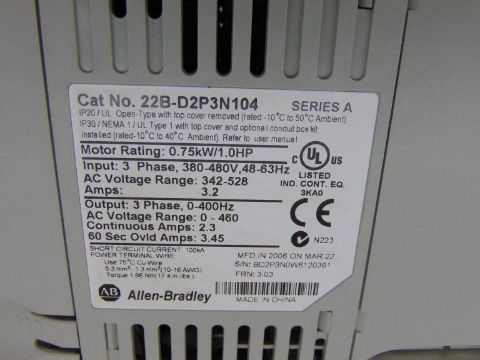 Cat No. 22B-D2P3N104 SERIES A
IP20 / UL Open-Type with top cover removed (rated -10°C to 50°C Ambient)
IP30 / NEMA 1 / UL Type 1 with top cover and optional conduit box kit
installed (rated-10°C to 40°C Ambient). Refer to user manual
Motor Rating: 0.75kW/1.0HP
Input: 3 Phase, 380-480V, 48-63Hz
AC Voltage Range: 342-528
Amps: 3.2
C UL US
LISTED
IND. CONT. EQ.
3KA0
Output: 3 Phase, 0-400Hz
AC Voltage Range: 0 - 460
Continuous Amps: 2.3
60 Sec Ovld Amps: 3.45
CE
N223
SHORT CIRCUIT CURRENT 100kA
POWER TERMINAL WIRE
Use 75°C Cu Wire
5.3 mm² - 1.3 mm² (10-16 AWG)
Torque 1.96 Nm (17.4 in-lbs)
MFD. IN 2006 ON MAR 22
S/N: BD2P3N0W6120391
FRN: 3.03
AB Allen-Bradley
MADE IN CHINA